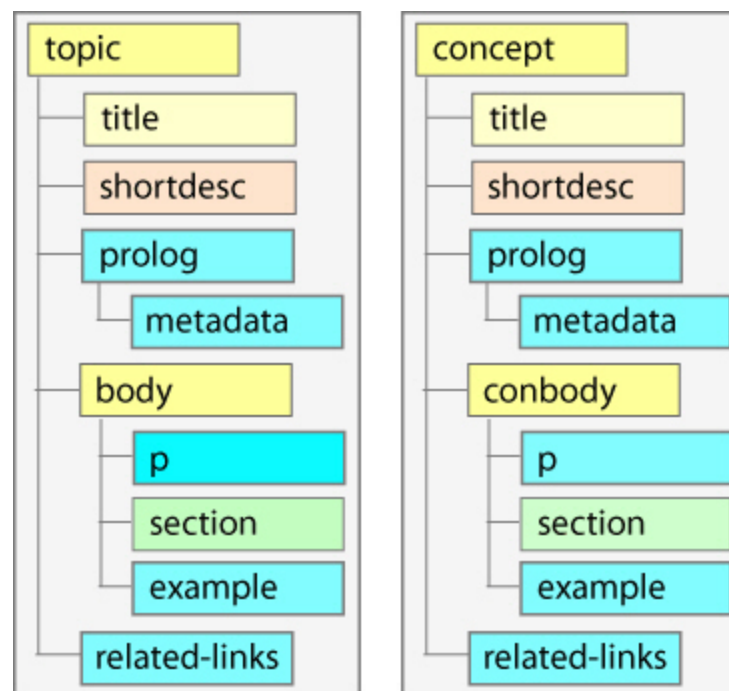 topic
title
shortdesc
prolog
metadata
body
p
section
example
related-links
concept
title
shortdesc
prolog
metadata
conbody
p
section
example
related-links